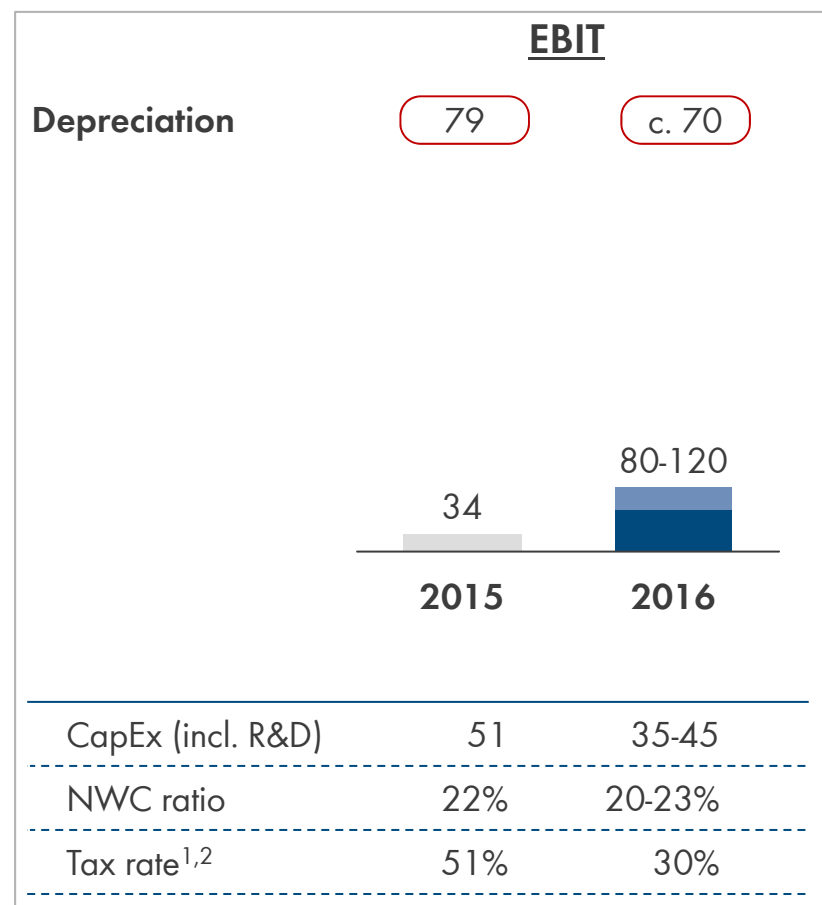 EBIT
Depreciation 79 c. 70
80-120
34
2015 2016
CapEx (incl. R&D) 51 35-45
NWC ratio 22% 20-23%
Tax rate1,2 51% 30%